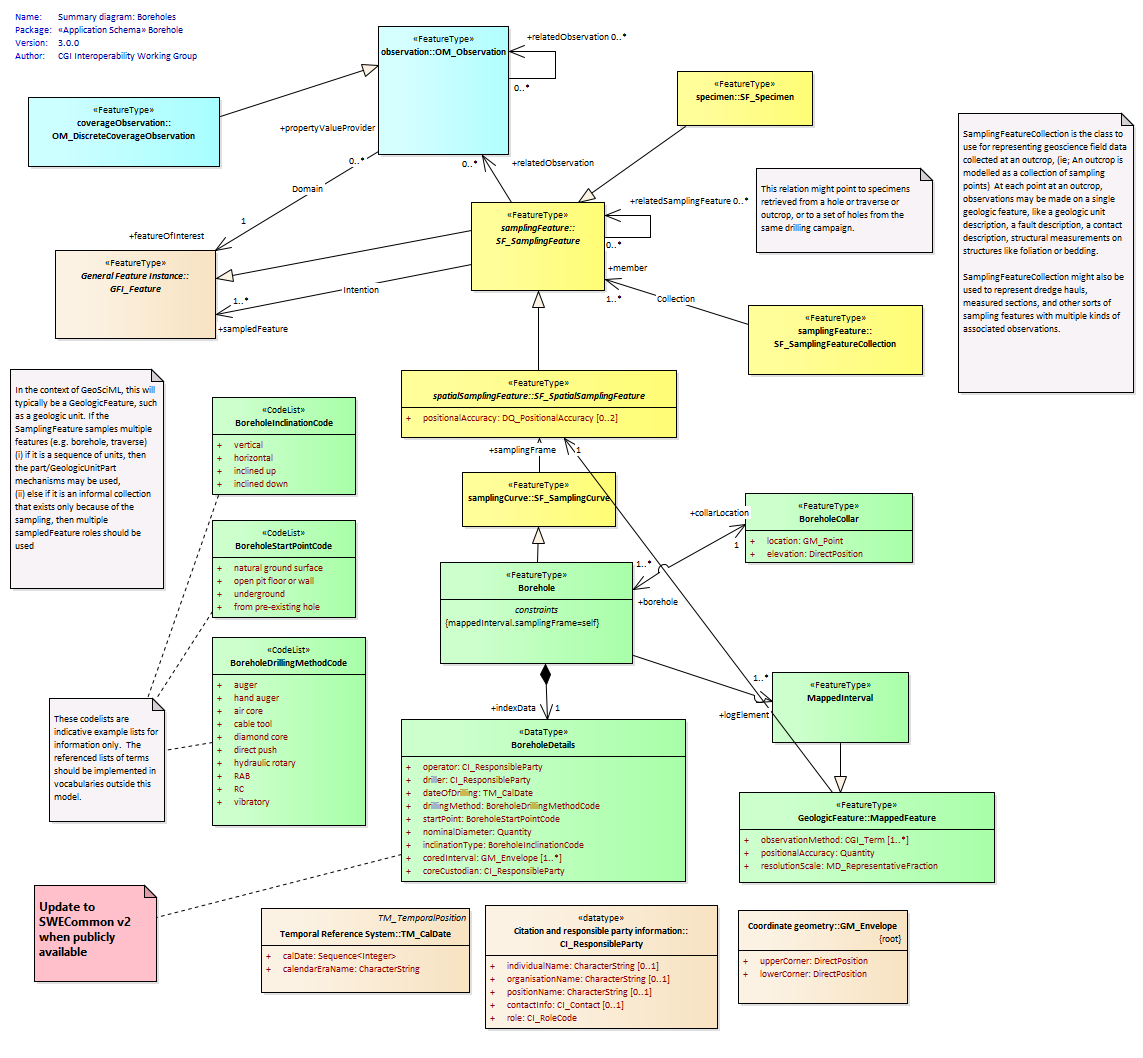 Name: Summary diagram: Boreholes
Package: «Application Schema» Borehole
Version: 3.0.0
Author: CGI Interoperability Working Group
«FeatureType»
observation::OM_Observation
+relatedObservation 0..*
0..*
«FeatureType»
coverageObservation::
OM_DiscreteCoverageObservation
«FeatureType»
specimen::SF_Specimen
+propertyValueProvider
0..*
Domain
1
+featureOfInterest
0..*
+relatedObservation
SamplingFeatureCollection is the class to
use for representing geoscience field data
collected at an outcrop, (ie; An outcrop is
modelled as a collection of sampling
points)  At each point at an outcrop,
observations may be made on a single
geologic feature, like a geologic unit
description, a fault description, a contact
description, structural measurements on
structures like foliation or bedding.
SamplingFeatureCollection might also be
used to represent dredge hauls,
measured sections, and other sorts of
sampling features with multiple kinds of
associated observations.
This relation might point to specimens
retrieved from a hole or traverse or
outcrop, or to a set of holes from the
same drilling campaign.
«FeatureType»
samplingFeature::
SF_SamplingFeature
+relatedSamplingFeature 0..*
0..*
+member
1..*
Collection
«FeatureType»
General Feature Instance::
GFI_Feature
Intention
1..*
+sampledFeature
«FeatureType»
samplingFeature::
SF_SamplingFeatureCollection
In the context of GeoSciML, this will
typically be a GeologicFeature, such
as a geologic unit. If the
SamplingFeature samples multiple
features (e.g. borehole, traverse)
(i) if it is a sequence of units, then
the part/GeologicUnitPart
mechanisms may be used,
(ii) else if it is an informal collection
that exists only because of the
sampling, then multiple
sampledFeature roles should be
used
«FeatureType»
spatialSamplingFeature::SF_SpatialSamplingFeature
+ positionalAccuracy: DQ_PositionalAccuracy [0..2]
+samplingFrame
1
«CodeList»
BoreholeInclinationCode
+ vertical
+ horizontal
+ inclined up
+ inclined down
«FeatureType»
samplingCurve::SF_SamplingCurve
«FeatureType»
BoreholeCollar
+ location: GM_Point
+ elevation: DirectPosition
+collarLocation
1
1..*
+borehole
«CodeList»
BoreholeStartPointCode
+ natural ground surface
+ open pit floor or wall
+ underground
+ from pre-existing hole
«FeatureType»
Borehole
constraints
{mappedInterval.samplingFrame=self}
«CodeList»
BoreholeDrillingMethodCode
+ auger
+ hand auger
+ air core
+ cable tool
+ diamond core
+ direct push
+ hydraulic rotary
+ RAB
+ RC
+ vibratory
These codelists are
indicative example lists for
information only.  The
referenced lists of terms
should be implemented in
vocabularies outside this
model.
+indexData
1
1..*
+logElement
«FeatureType»
MappedInterval
«DataType»
BoreholeDetails
+ operator: CI_ResponsibleParty
+ driller: CI_ResponsibleParty
+ dateOfDrilling: TM_CalDate
+ drillingMethod: BoreholeDrillingMethodCode
+ startPoint: BoreholeStartPointCode
+ nominalDiameter: Quantity
+ inclinationType: BoreholeInclinationCode
+ coredInterval: GM_Envelope [1..*]
+ coreCustodian: CI_ResponsibleParty
«FeatureType»
GeologicFeature::MappedFeature
+ observationMethod: CGI_Term [1..*]
+ positionalAccuracy: Quantity
+ resolutionScale: MD_RepresentativeFraction
Update to
SWECommon v2
when publicly
available
TM_TemporalPosition
Temporal Reference System::TM_CalDate
+ calDate: Sequence<Integer>
+ calendarEraName: CharacterString
«datatype»
Citation and responsible party information::
CI_ResponsibleParty
+ individualName: CharacterString [0..1]
+ organisationName: CharacterString [0..1]
+ positionName: CharacterString [0..1]
+ contactInfo: CI_Contact [0..1]
+ role: CI_RoleCode
Coordinate geometry::GM_Envelope
{root}
+ upperCorner: DirectPosition
+ lowerCorner: DirectPosition